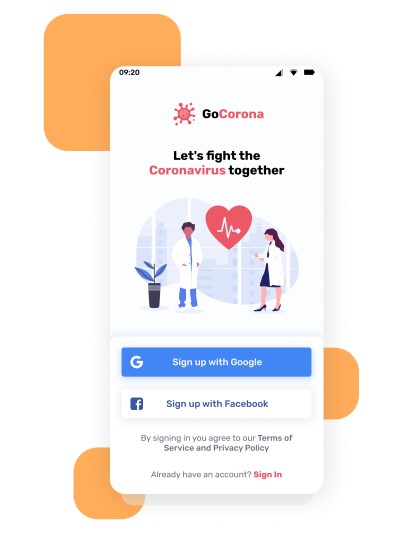 09:20
GoCorona
Let's fight the
Coronavirus together
Sign up with Google
Sign up with Facebook
By signing in you agree to our Terms of
Service and Privacy Policy
Already have an account? Sign In